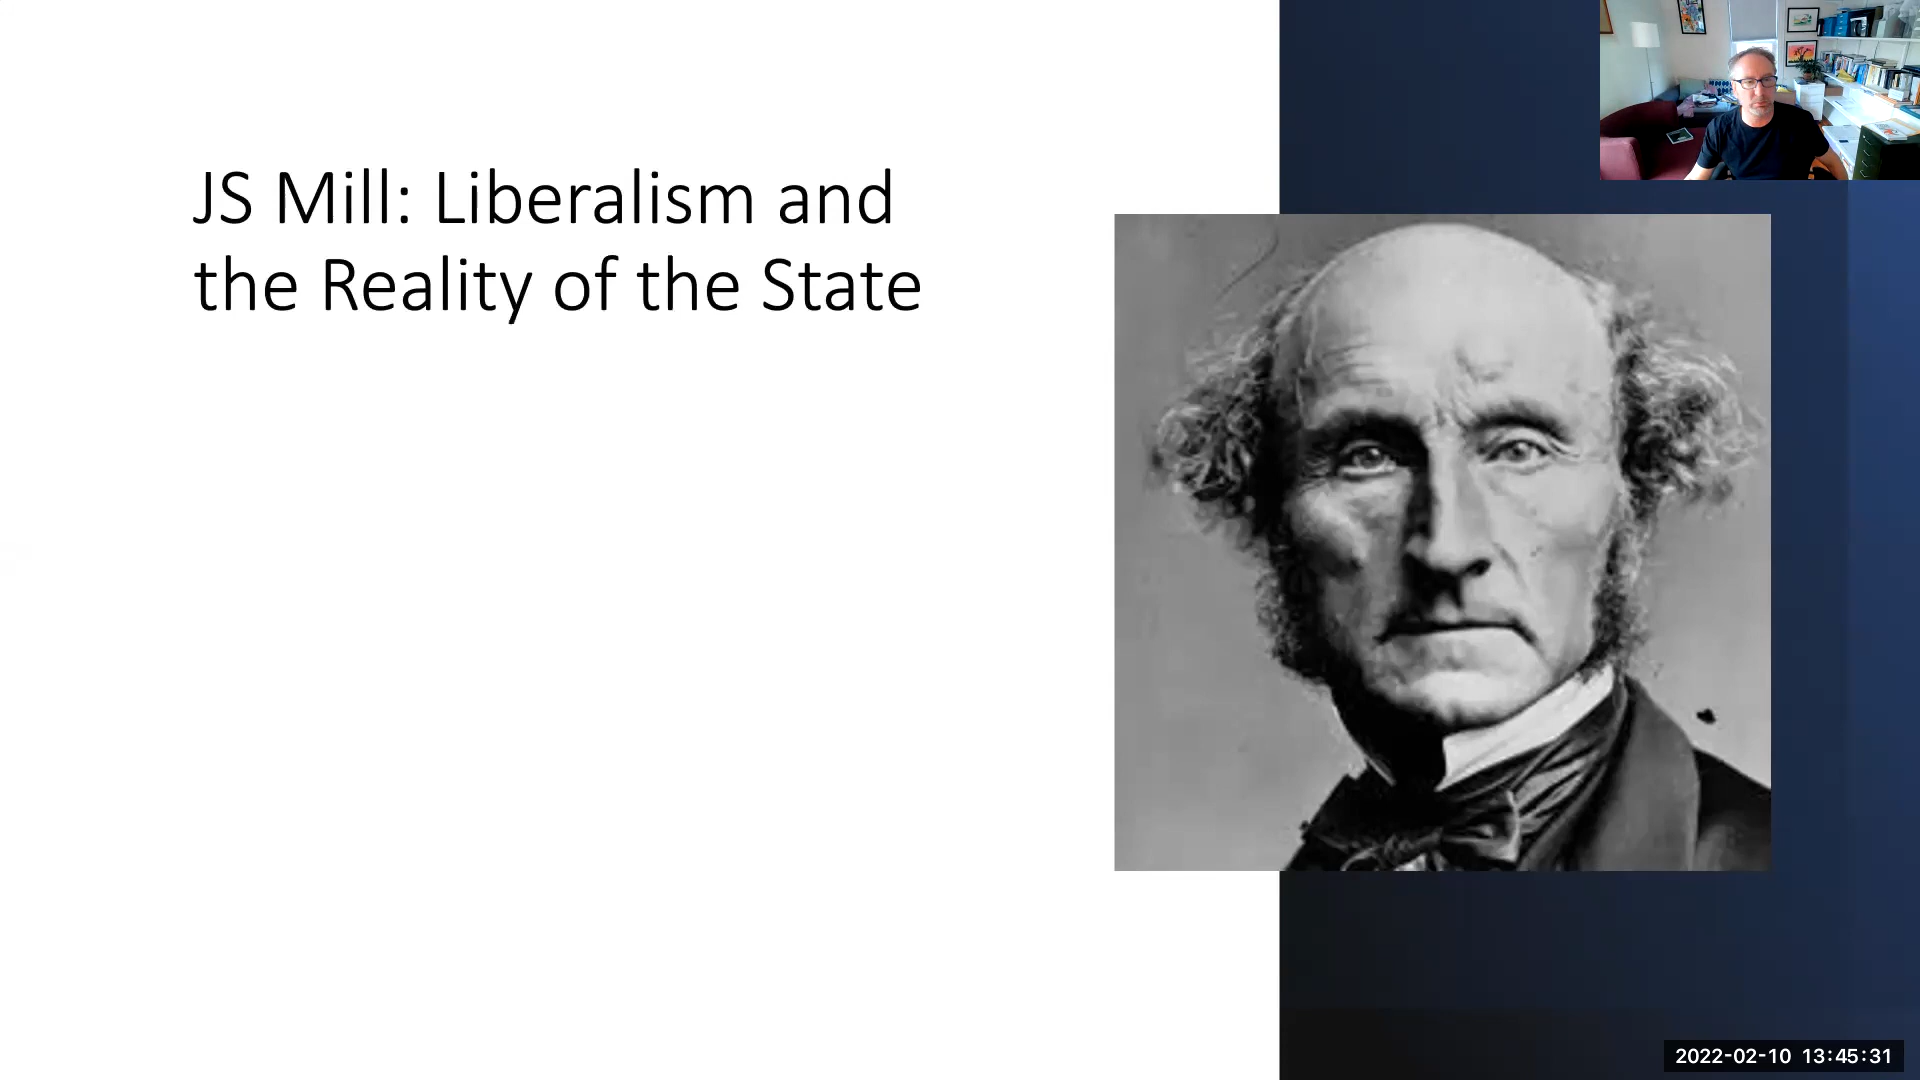 JS Mill: Liberalism and
the Reality of the State
2022-02-10 13:45:31